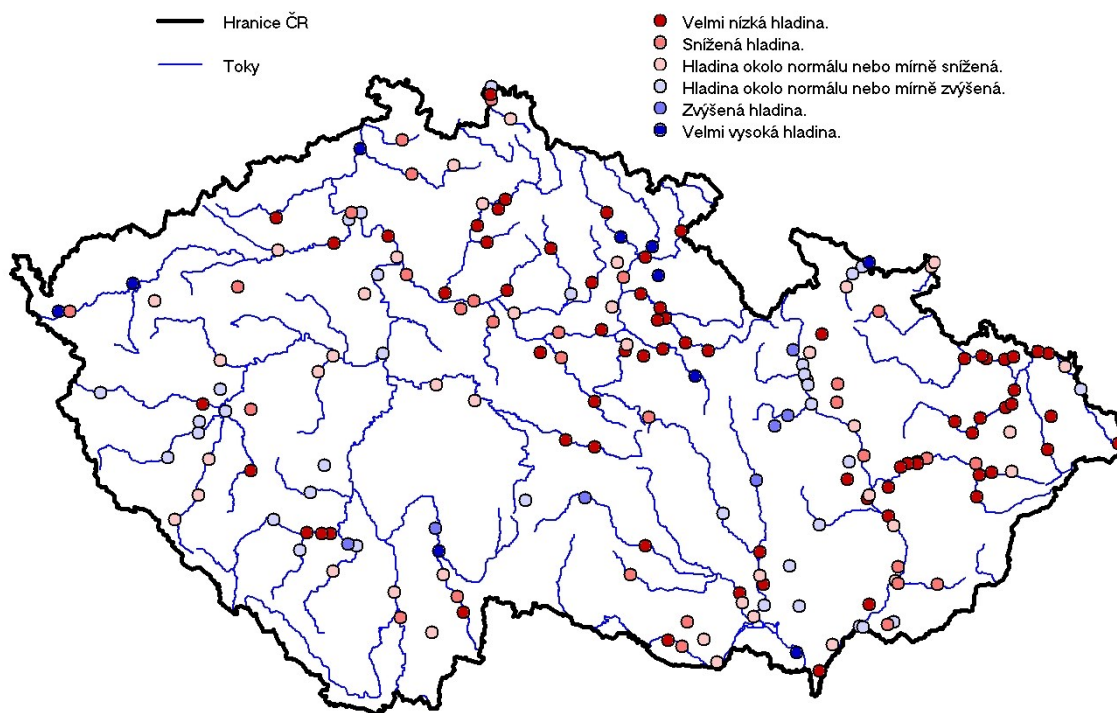 Hranice ČR
Toky
Velmi nízká hladina.
Snížená hladina.
Hladina okolo normálu nebo mírně snížená.
Hladina okolo normálu nebo mírně zvýšená.
Zvýšená hladina.
Velmi vysoká hladina.